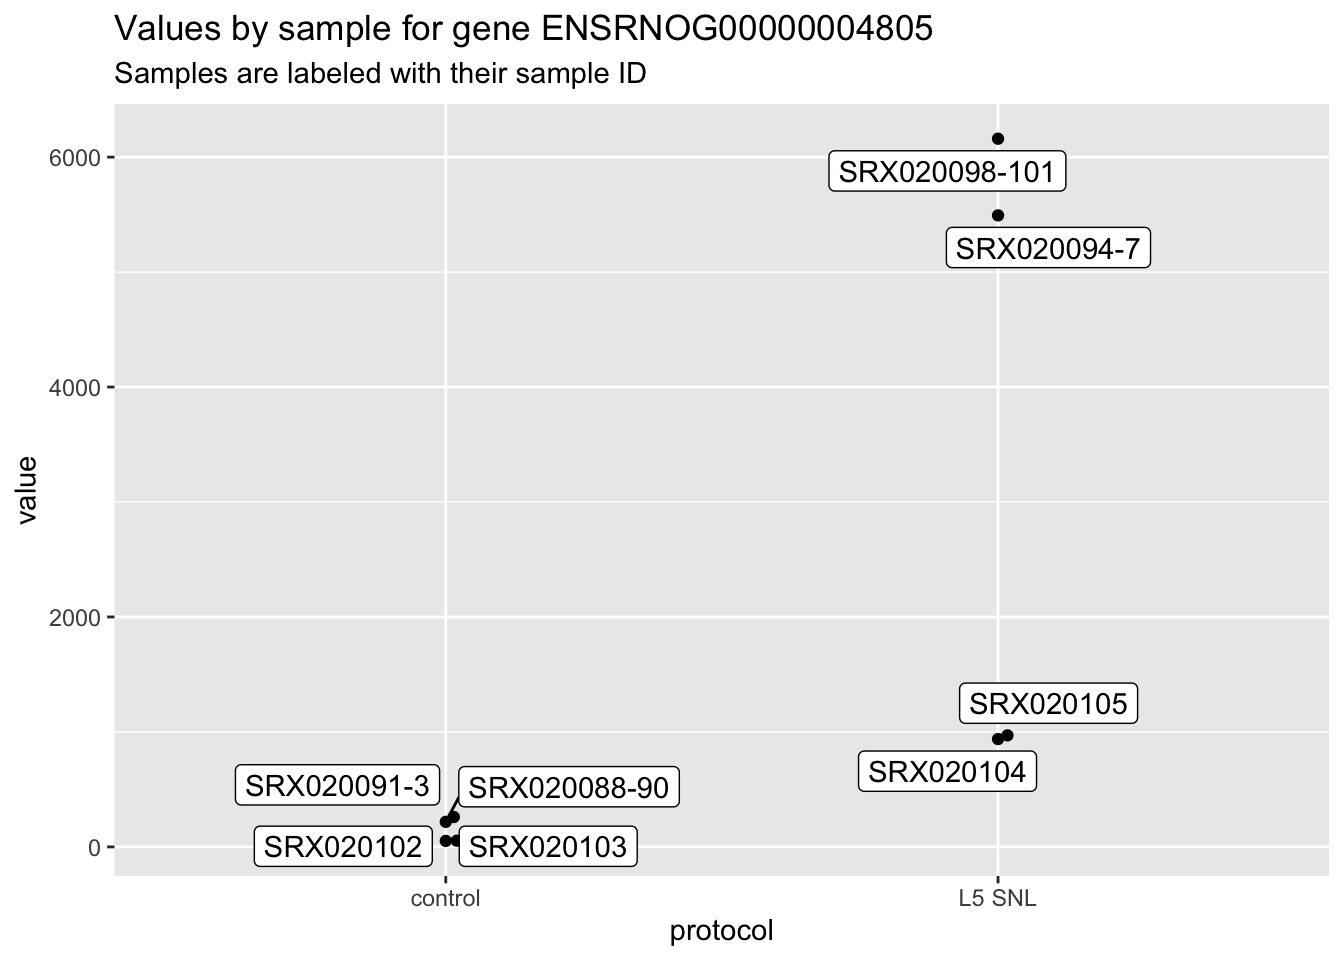 Values by sample for gene ENSRNOG00000004805
Samples are labeled with their sample ID
6000
SRX020098-101
SRX020094-7
4000
value
2000
SRX020105
SRX020104
SRX020091-3
SRX020088-90
0
SRX020102
SRX020103
control
L5 SNL
protocol